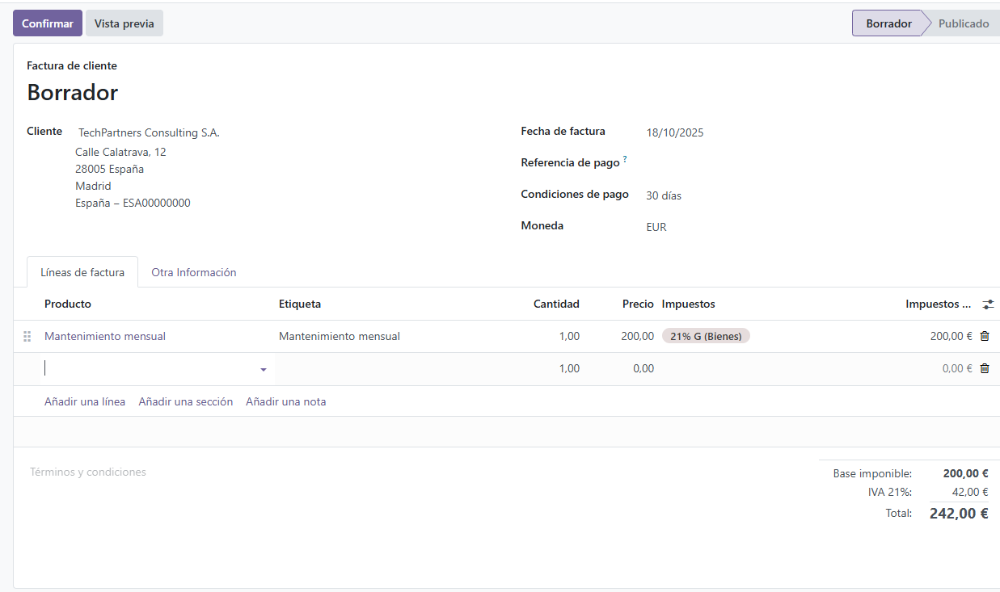 Confirmar Vista previa Borrador Publicado
Factura de cliente
Borrador
Cliente TechPartners Consulting S.A.
Calle Calatrava, 12
28005 España
Madrid
España – ESA00000000
Fecha de factura 18/10/2025
Referencia de pago ?
Condiciones de pago 30 días
Moneda EUR
Líneas de factura Otra Información
Producto Etiqueta Cantidad Precio Impuestos Impuestos ...
Mantenimiento mensual Mantenimiento mensual 1,00 200,00 21% G (Bienes) 200,00 €
1,00 0,00 0,00 €
Añadir una línea Añadir una sección Añadir una nota
Términos y condiciones
Base imponible: 200,00 €
IVA 21%: 42,00 €
Total: 242,00 €